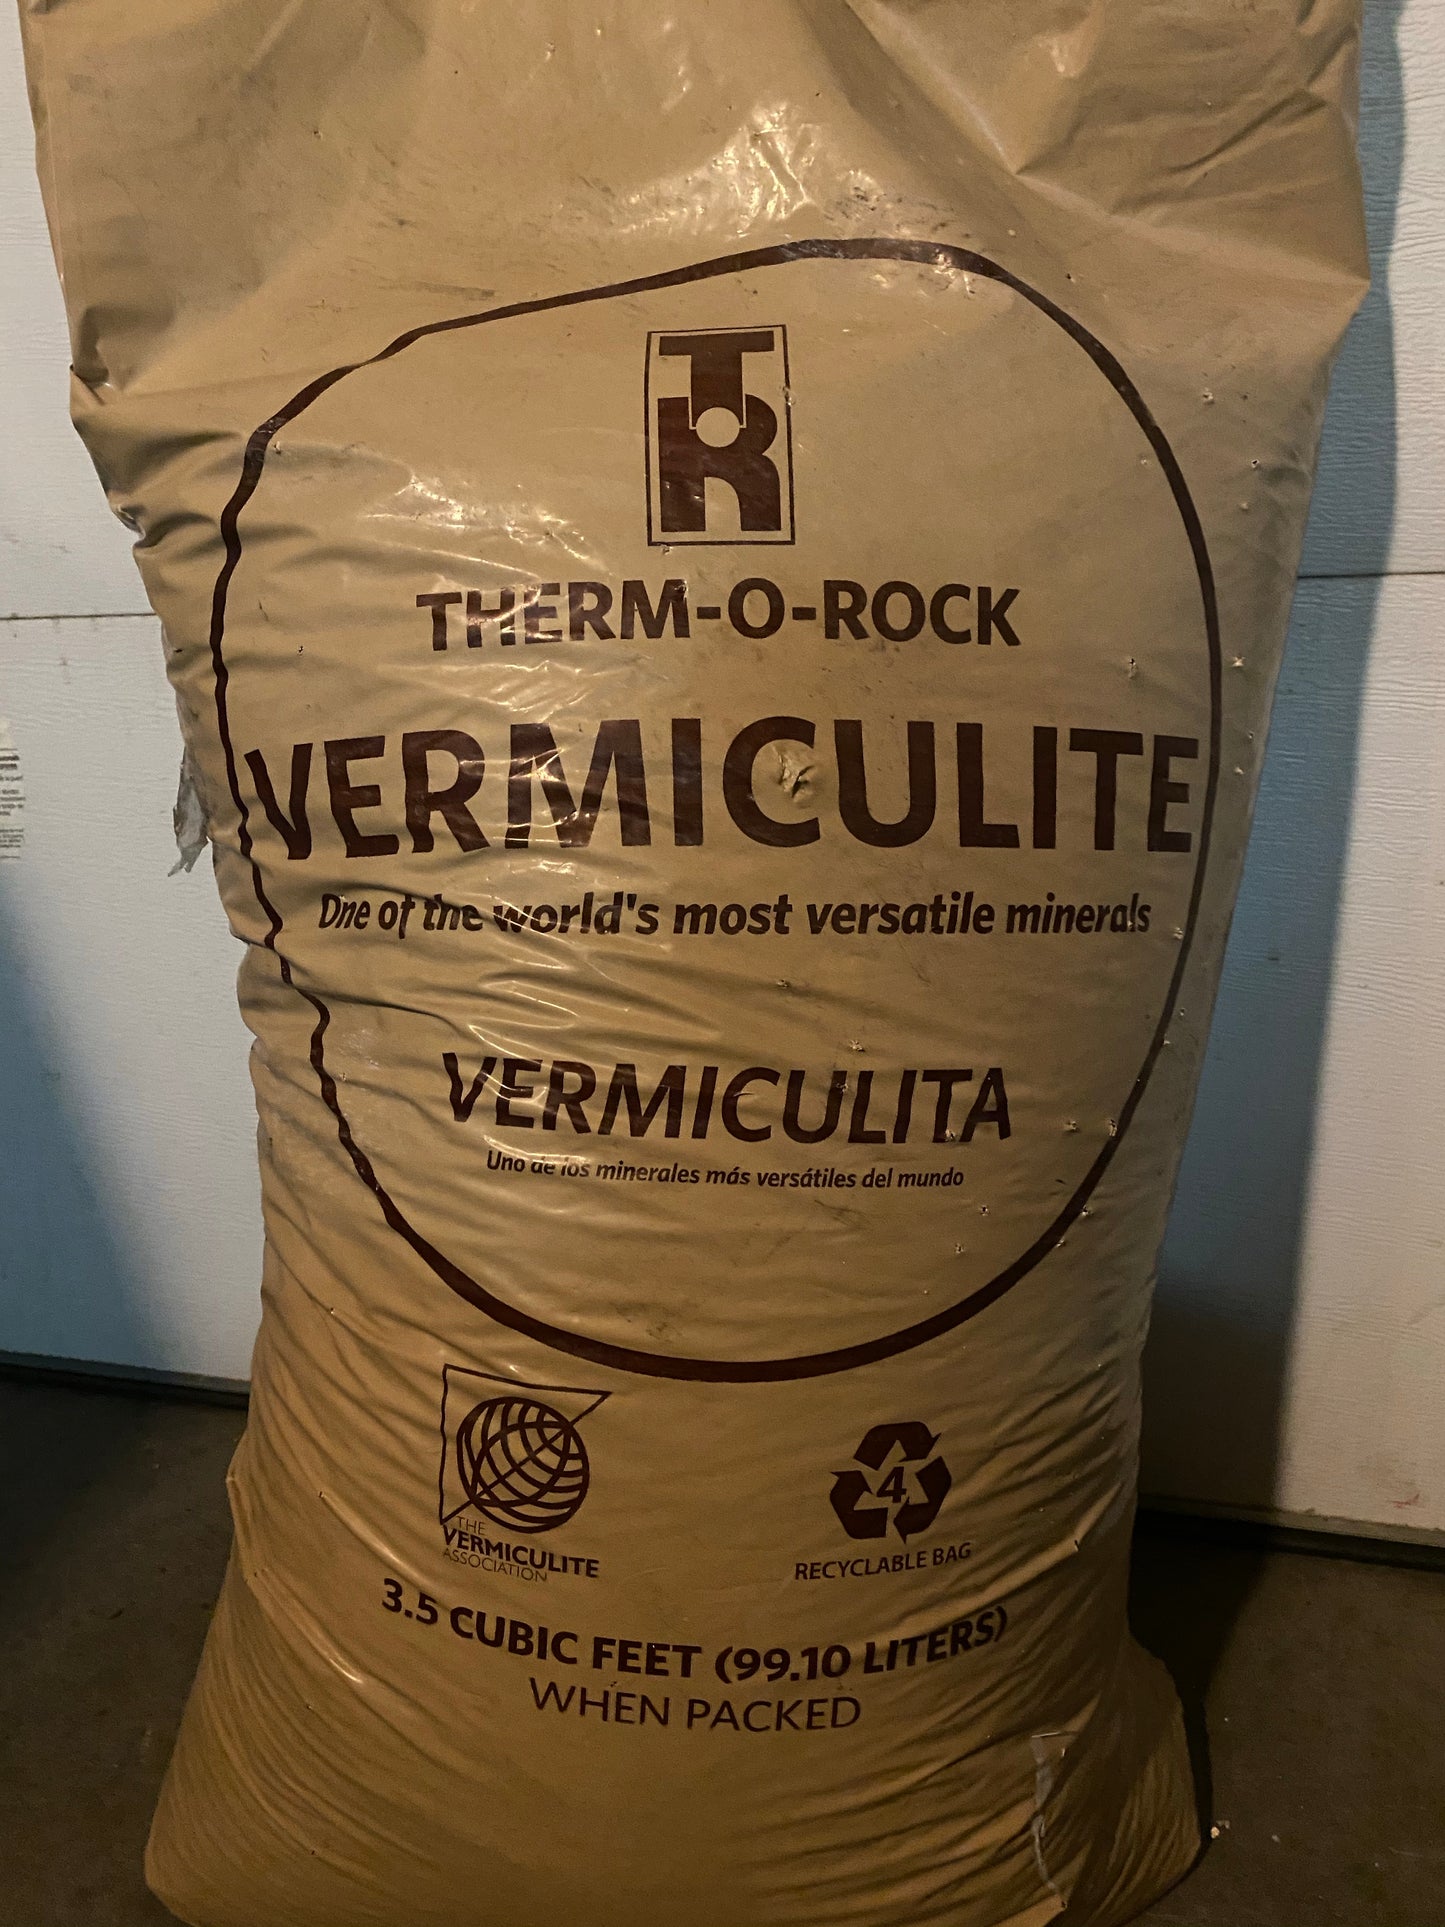 TR
THERM-O-ROCK
VERMICULITE
One of the world's most versatile minerals
VERMICULITA
Uno de los minerales más versátiles del mundo
THE
VERMICULITE
ASSOCIATION
4
RECYCLABLE BAG
3.5 CUBIC FEET (99.10 LITERS)
WHEN PACKED